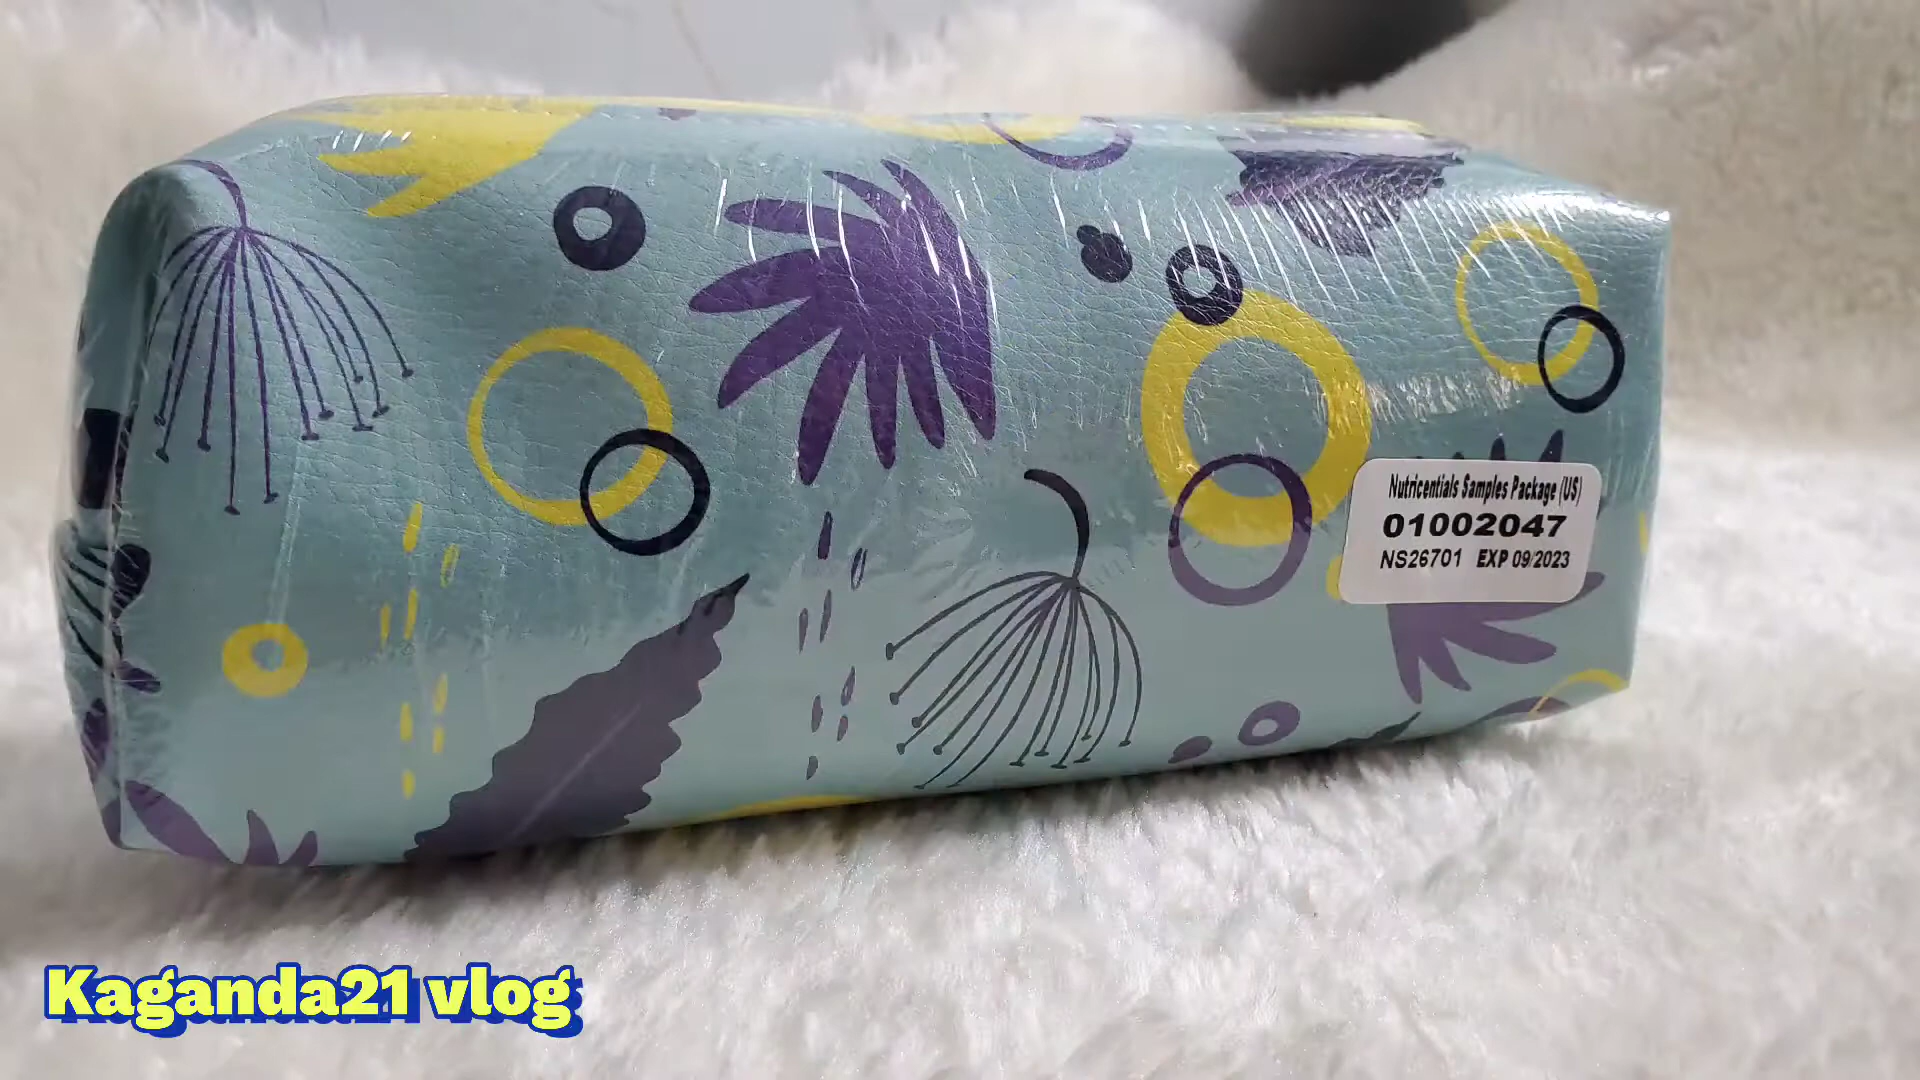 Nutricentials Samples Package (US)
01002047
NS26701 EXP 09/2023
Kaganda21 vlog